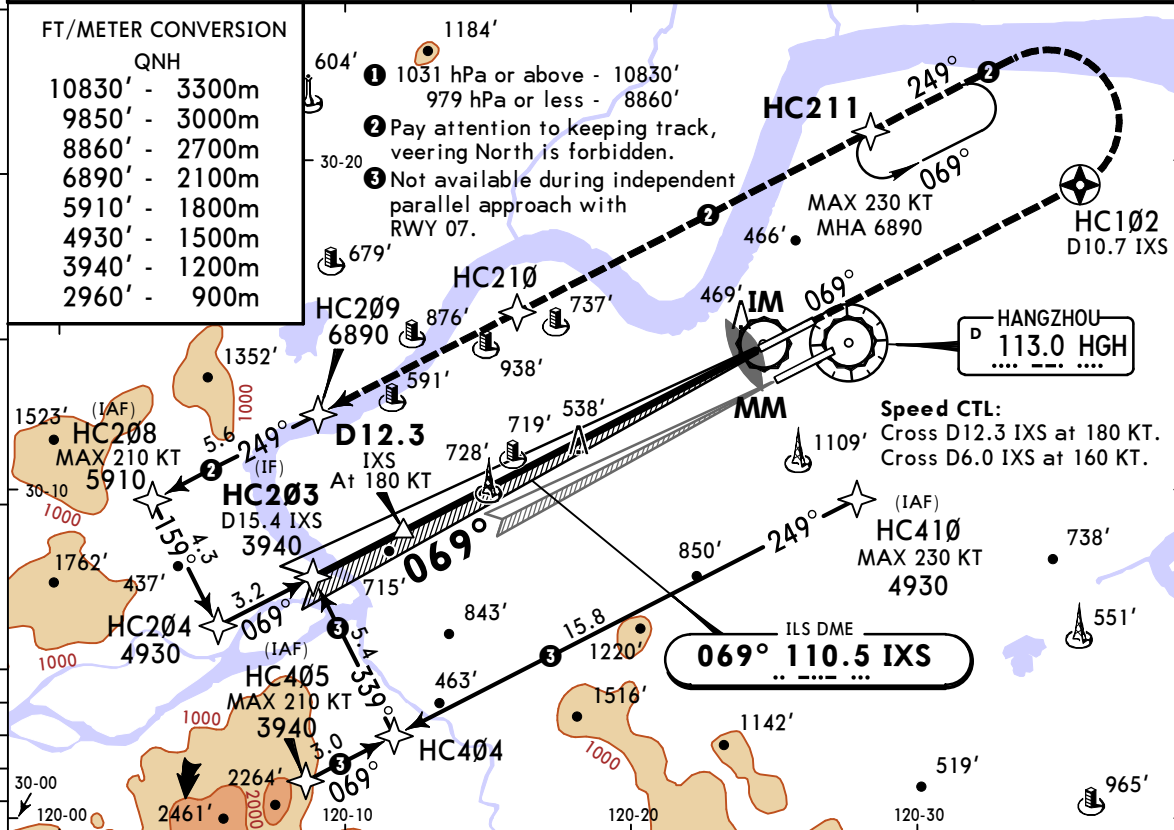 FT/METER CONVERSION
QNH
10830' - 3300m
9850' - 3000m
8860' - 2700m
6890' - 2100m
5910' - 1800m
4930' - 1500m
3940' - 1200m
2960' - 900m
1184'
604'
1 1031 hPa or above - 10830'
979 hPa or less - 8860'
2 Pay attention to keeping track,
veering North is forbidden.
3 Not available during independent
parallel approach with
RWY 07.
30-20
249°
2
HC211
069°
MAX 230 KT
MHA 6890
HC102
D10.7 IXS
2
466'
679'
HC210
737'
469'
IM
069°
HC209
6890
876'
938'
591'
HANGZHOU
D 113.0 HGH
MM
1352'
1000
1523'
(IAF)
HC208
MAX 210 KT
5910
5.6
249°
2
30-10
1000
D12.3
IXS
At 180 KT
719'
538'
728'
Speed CTL:
Cross D12.3 IXS at 180 KT.
Cross D6.0 IXS at 160 KT.
1109'
(IF)
HC203
D15.4 IXS
3940
069°
159°
4.3
(IAF)
HC410
MAX 230 KT
4930
249°
850'
738'
1762'
437'
715'
3.2
069°
HC204
4930
1000
843'
15.8
3
1220'
551'
ILS DME
069° 110.5 IXS
(IAF)
HC405
MAX 210 KT
3940
3
5.4
339°
463'
HC404
3.0
3
069°
1000
1516'
1000
1142'
519'
965'
2264'
2000
2461'
30-00
120-00
120-10
120-20
120-30